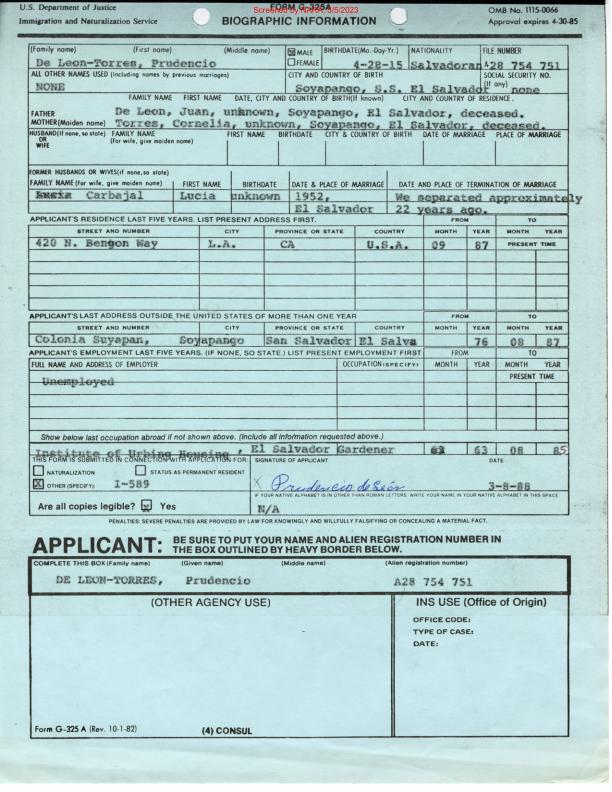 U.S. Department of Justice
Immigration and Naturalization Service
FORM G-325A
BIOGRAPHIC INFORMATION
OMB No. 1115-0066
Approval expires 4-30-85
(Family name) (First name) (Middle name) MALE FEMALE BIRTHDATE(Mo.-Day-Yr.) NATIONALITY FILE NUMBER
De Leon-Torres, Prudencio 4-28-15 Salvadoran A28 754 751
ALL OTHER NAMES USED (Including names by previous marriages) CITY AND COUNTRY OF BIRTH SOCIAL SECURITY NO. (If any)
NONE Soyapango, S.S. El Salvador none
FAMILY NAME FIRST NAME DATE, CITY AND COUNTRY OF BIRTH(If known) CITY AND COUNTRY OF RESIDENCE.
FATHER De Leon, Juan, unknown, Soyapango, El Salvador, deceased.
MOTHER(Maiden name) Torres, Cornelia, unknown, Soyapango, El Salvador, deceased.
HUSBAND(If none, so state) OR WIFE FAMILY NAME (For wife, give maiden name) FIRST NAME BIRTHDATE CITY & COUNTRY OF BIRTH DATE OF MARRIAGE PLACE OF MARRIAGE
FORMER HUSBANDS OR WIVES(if none, so state)
FAMILY NAME (For wife, give maiden name) FIRST NAME BIRTHDATE DATE & PLACE OF MARRIAGE DATE AND PLACE OF TERMINATION OF MARRIAGE
Lucia Carbajal Lucia unknown 1952, We separated approximately
El Salvador 22 years ago.
APPLICANT'S RESIDENCE LAST FIVE YEARS. LIST PRESENT ADDRESS FIRST. FROM TO
STREET AND NUMBER CITY PROVINCE OR STATE COUNTRY MONTH YEAR MONTH YEAR
420 N. Bengon Way L.A. CA U.S.A. 09 87 PRESENT TIME
APPLICANT'S LAST ADDRESS OUTSIDE THE UNITED STATES OF MORE THAN ONE YEAR FROM TO
STREET AND NUMBER CITY PROVINCE OR STATE COUNTRY MONTH YEAR MONTH YEAR
Colonia Suyapan, Soyapango San Salvador El Salva 76 08 87
APPLICANT'S EMPLOYMENT LAST FIVE YEARS. (IF NONE, SO STATE.) LIST PRESENT EMPLOYMENT FIRST FROM TO
FULL NAME AND ADDRESS OF EMPLOYER OCCUPATION(SPECIFY) MONTH YEAR MONTH YEAR
Unemployed PRESENT TIME
Show below last occupation abroad if not shown above. (Include all information requested above.)
Institute of Urbing Housing, El Salvador Gardener 63 08 85
THIS FORM IS SUBMITTED IN CONNECTION WITH APPLICATION FOR: SIGNATURE OF APPLICANT DATE
NATURALIZATION STATUS AS PERMANENT RESIDENT
X OTHER (SPECIFY): I-589 X Prudencio de León 3-8-88
IF YOUR NATIVE ALPHABET IS IN OTHER THAN ROMAN LETTERS, WRITE YOUR NAME IN YOUR NATIVE ALPHABET IN THIS SPACE
Are all copies legible? X Yes N/A
PENALTIES: SEVERE PENALTIES ARE PROVIDED BY LAW FOR KNOWINGLY AND WILLFULLY FALSIFYING OR CONCEALING A MATERIAL FACT.
APPLICANT: BE SURE TO PUT YOUR NAME AND ALIEN REGISTRATION NUMBER IN
THE BOX OUTLINED BY HEAVY BORDER BELOW.
COMPLETE THIS BOX (Family name) (Given name) (Middle name) (Alien registration number)
DE LEON-TORRES, Prudencio A28 754 751
(OTHER AGENCY USE)
INS USE (Office of Origin)
OFFICE CODE:
TYPE OF CASE:
DATE:
Form G-325 A (Rev. 10-1-82) (4) CONSUL